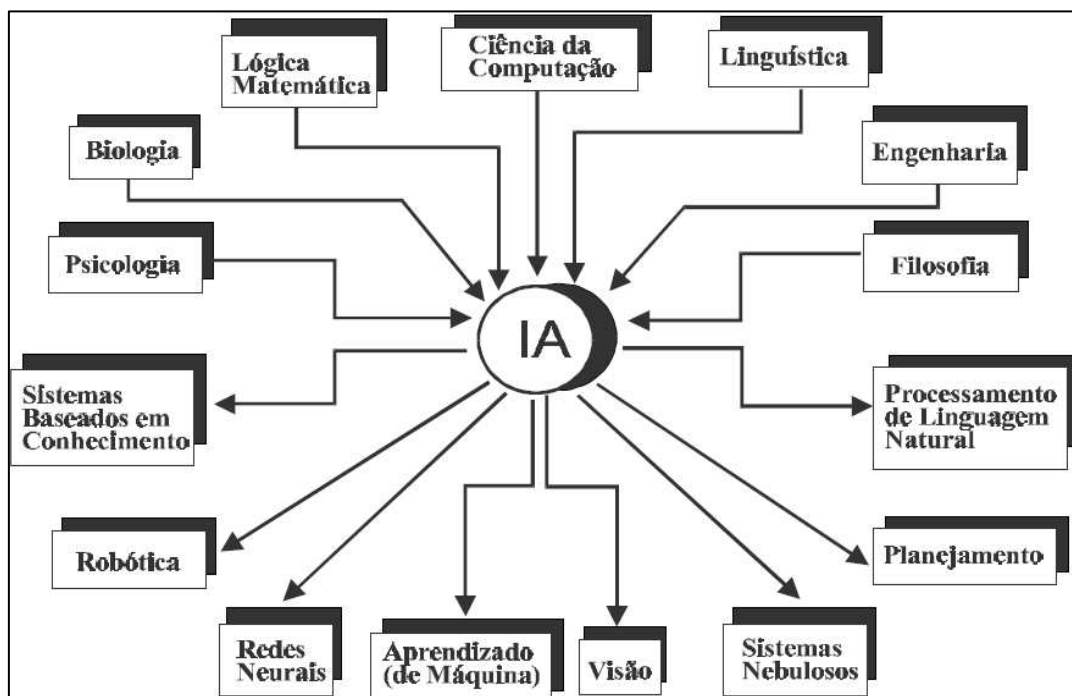 Lógica
Matemática
Ciência da
Computação
Linguística
Biologia
Engenharia
Psicologia
Filosofia
IA
Sistemas
Baseados em
Conhecimento
Processamento
de Linguagem
Natural
Robótica
Planejamento
Redes
Neurais
Aprendizado
(de Máquina)
Visão
Sistemas
Nebulosos